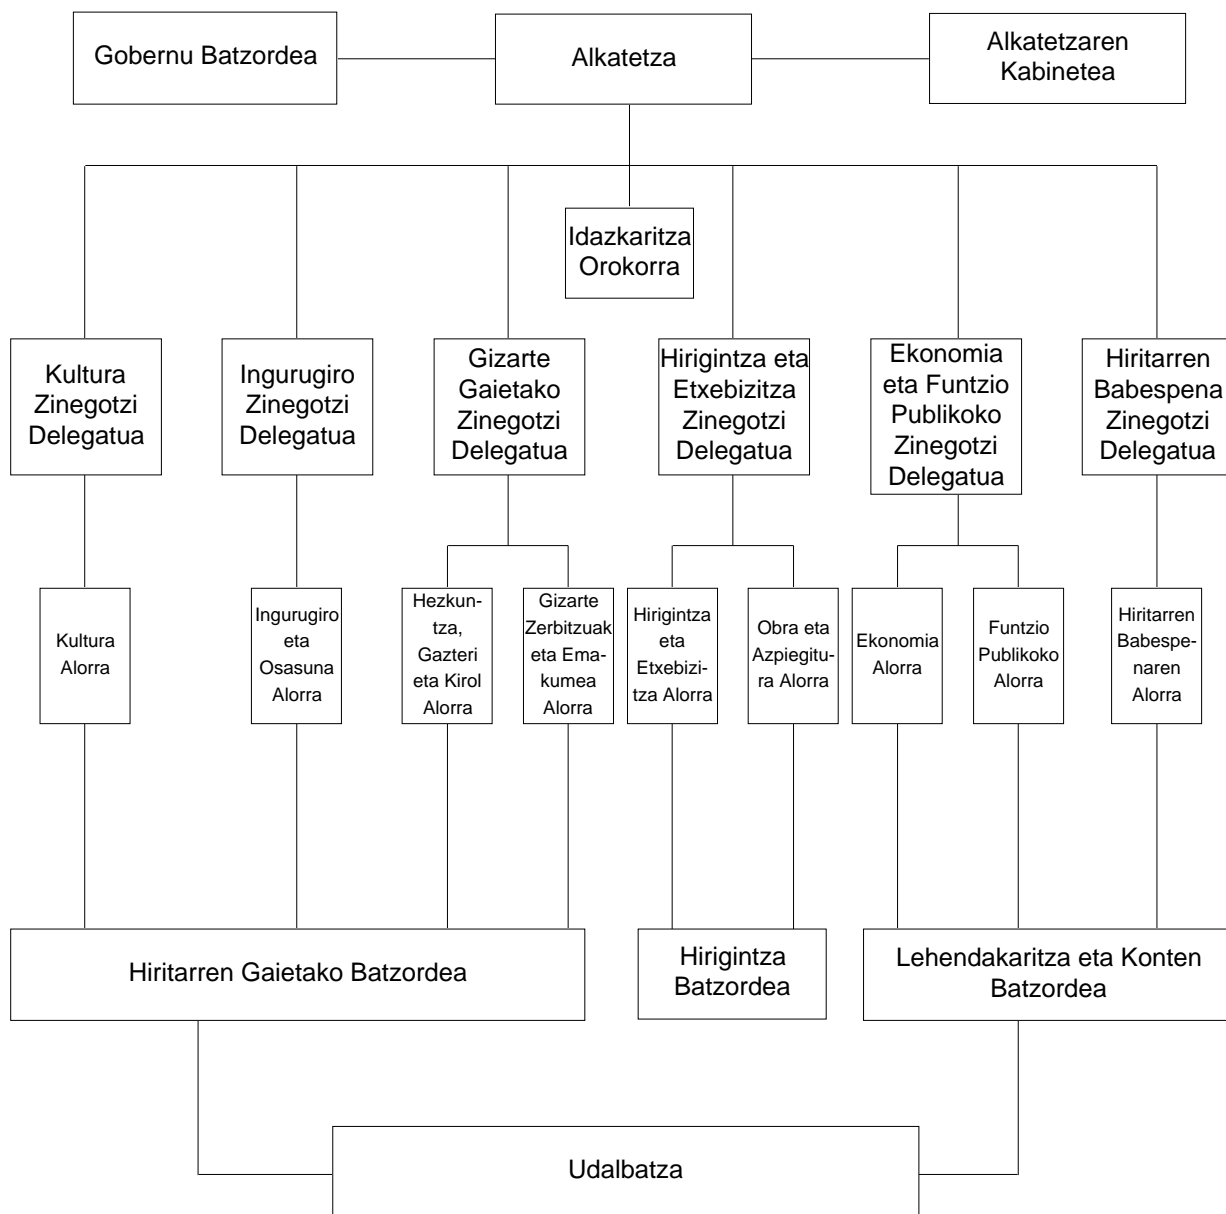 Gobernu Batzordea
Alkatetza
Alkatetzaren
Kabinetea
Idazkaritza
Orokorra
Kultura
Zinegotzi
Delegatua
Ingurugiro
Zinegotzi
Delegatua
Gizarte
Gaietako
Zinegotzi
Delegatua
Hirigintza eta
Etxebizitza
Zinegotzi
Delegatua
Ekonomia
eta Funtzio
Publikoko
Zinegotzi
Delegatua
Hiritarren
Babespena
Zinegotzi
Delegatua
Kultura
Alorra
Ingurugiro
eta
Osasuna
Alorra
Hezkun-
tza,
Gazteri
eta Kirol
Alorra
Gizarte
Zerbitzuak
eta Ema-
kumea
Alorra
Hirigintza
eta
Etxebizi-
tza Alorra
Obra eta
Azpiegitu-
ra Alorra
Ekonomia
Alorra
Funtzio
Publikoko
Alorra
Hiritarren
Babespe-
naren
Alorra
Hiritarren Gaietako Batzordea
Hirigintza
Batzordea
Lehendakaritza eta Konten
Batzordea
Udalbatza